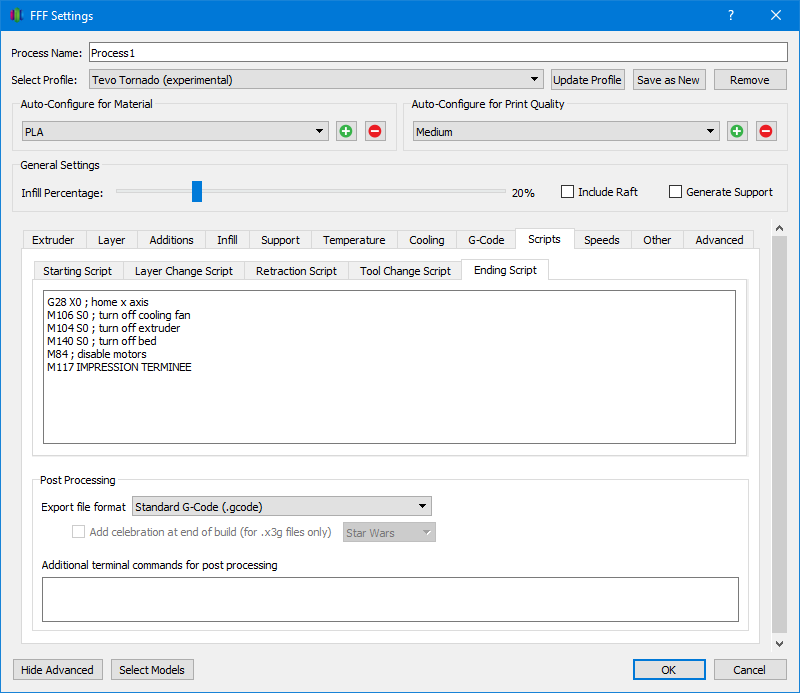 FFF Settings
Process Name: Process1
Select Profile: Tevo Tornado (experimental) Update Profile Save as New Remove
Auto-Configure for Material Auto-Configure for Print Quality
PLA Medium
General Settings
Infill Percentage: 20% Include Raft Generate Support
Extruder Layer Additions Infill Support Temperature Cooling G-Code Scripts Speeds Other Advanced
Starting Script Layer Change Script Retraction Script Tool Change Script Ending Script
G28 X0 ; home x axis
M106 S0 ; turn off cooling fan
M104 S0 ; turn off extruder
M140 S0 ; turn off bed
M84 ; disable motors
M117 IMPRESSION TERMINEE
Post Processing
Export file format Standard G-Code (.gcode)
Add celebration at end of build (for .x3g files only) Star Wars
Additional terminal commands for post processing
Hide Advanced Select Models OK Cancel